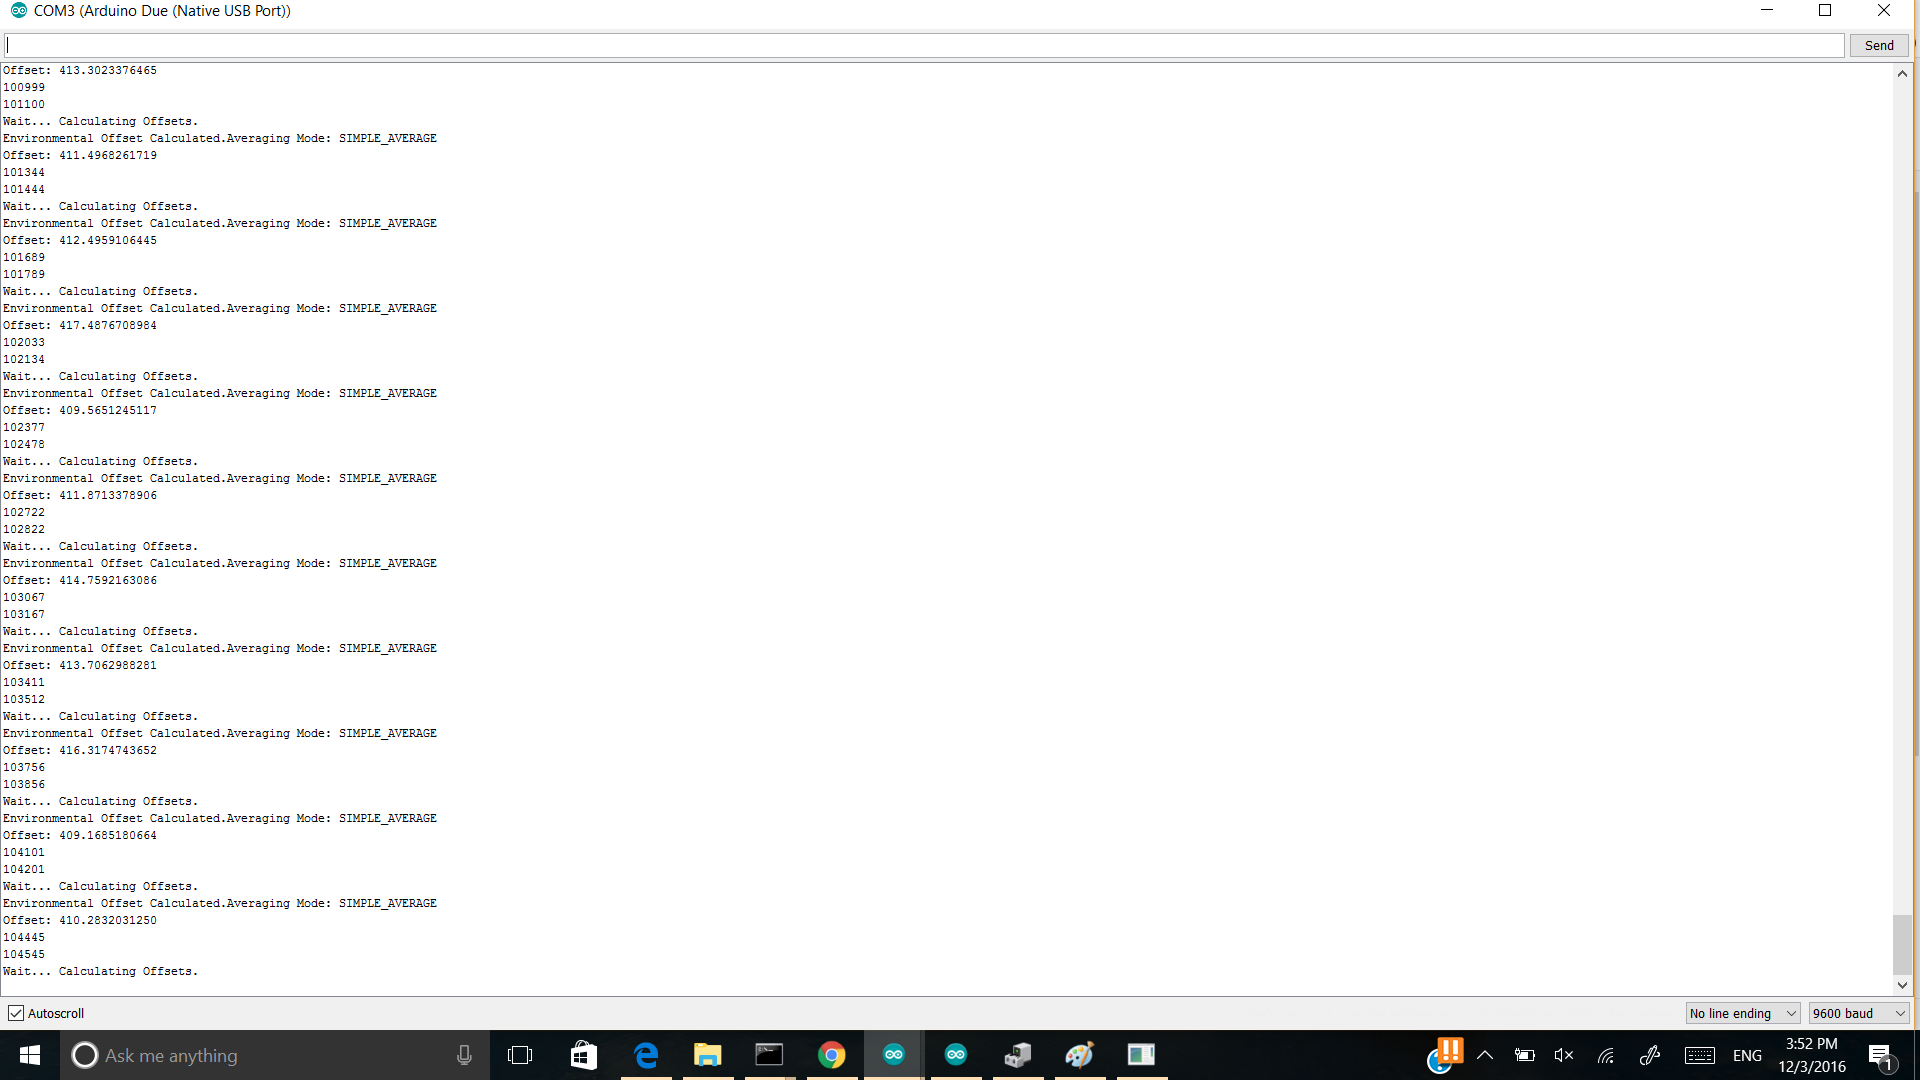 COM3 (Arduino Due (Native USB Port))
Send
Offset: 413.3023376465
100999
101100
Wait... Calculating Offsets.
Environmental Offset Calculated.Averaging Mode: SIMPLE_AVERAGE
Offset: 411.4968261719
101344
101444
Wait... Calculating Offsets.
Environmental Offset Calculated.Averaging Mode: SIMPLE_AVERAGE
Offset: 412.4959106445
101689
101789
Wait... Calculating Offsets.
Environmental Offset Calculated.Averaging Mode: SIMPLE_AVERAGE
Offset: 417.4876708984
102033
102134
Wait... Calculating Offsets.
Environmental Offset Calculated.Averaging Mode: SIMPLE_AVERAGE
Offset: 409.5651245117
102377
102478
Wait... Calculating Offsets.
Environmental Offset Calculated.Averaging Mode: SIMPLE_AVERAGE
Offset: 411.8713378906
102722
102822
Wait... Calculating Offsets.
Environmental Offset Calculated.Averaging Mode: SIMPLE_AVERAGE
Offset: 414.7592163086
103067
103167
Wait... Calculating Offsets.
Environmental Offset Calculated.Averaging Mode: SIMPLE_AVERAGE
Offset: 413.7062988281
103411
103512
Wait... Calculating Offsets.
Environmental Offset Calculated.Averaging Mode: SIMPLE_AVERAGE
Offset: 416.3174743652
103756
103856
Wait... Calculating Offsets.
Environmental Offset Calculated.Averaging Mode: SIMPLE_AVERAGE
Offset: 409.1685180664
104101
104201
Wait... Calculating Offsets.
Environmental Offset Calculated.Averaging Mode: SIMPLE_AVERAGE
Offset: 410.2832031250
104445
104545
Wait... Calculating Offsets.
Autoscroll
No line ending
9600 baud
Ask me anything
ENG
3:52 PM
12/3/2016
1